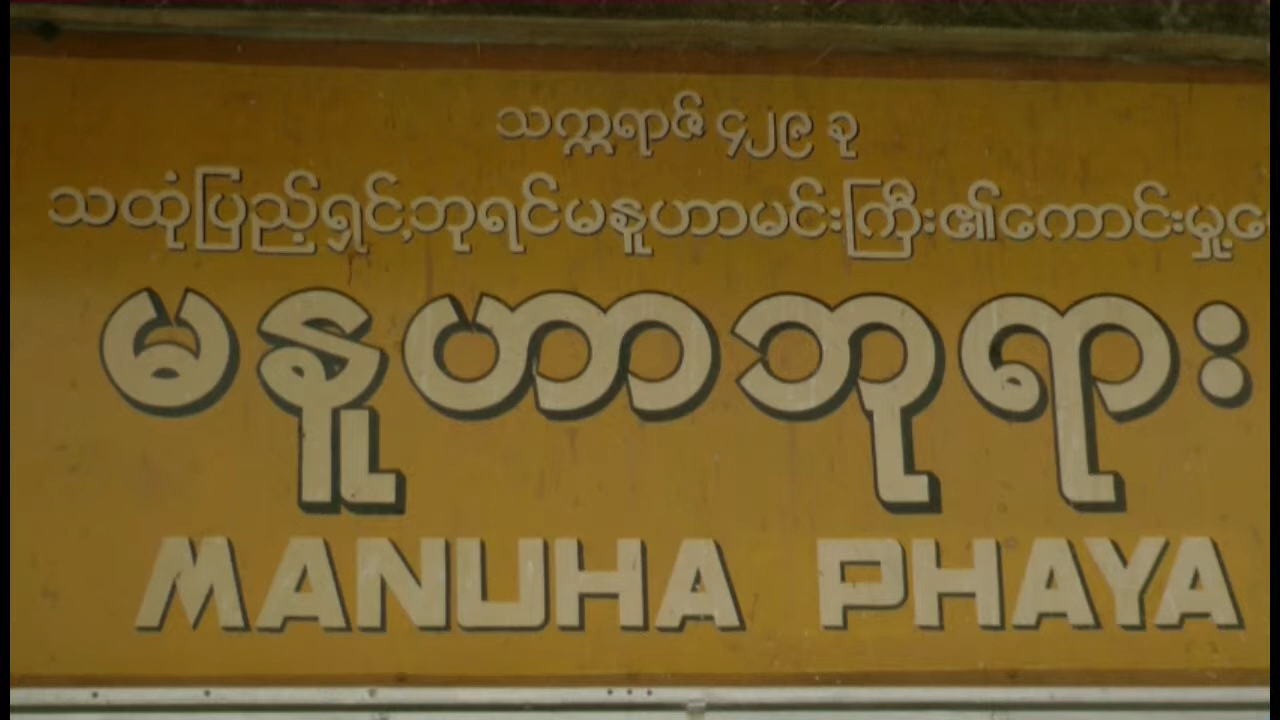 သက္ကရာဇ် ၄၂၉ ခု
သထုံပြည့်ရှင်ဘုရင်မနူဟာမင်းကြီး၏ကောင်းမှု
မနူဟာဘုရား
MANUHA PHAYA